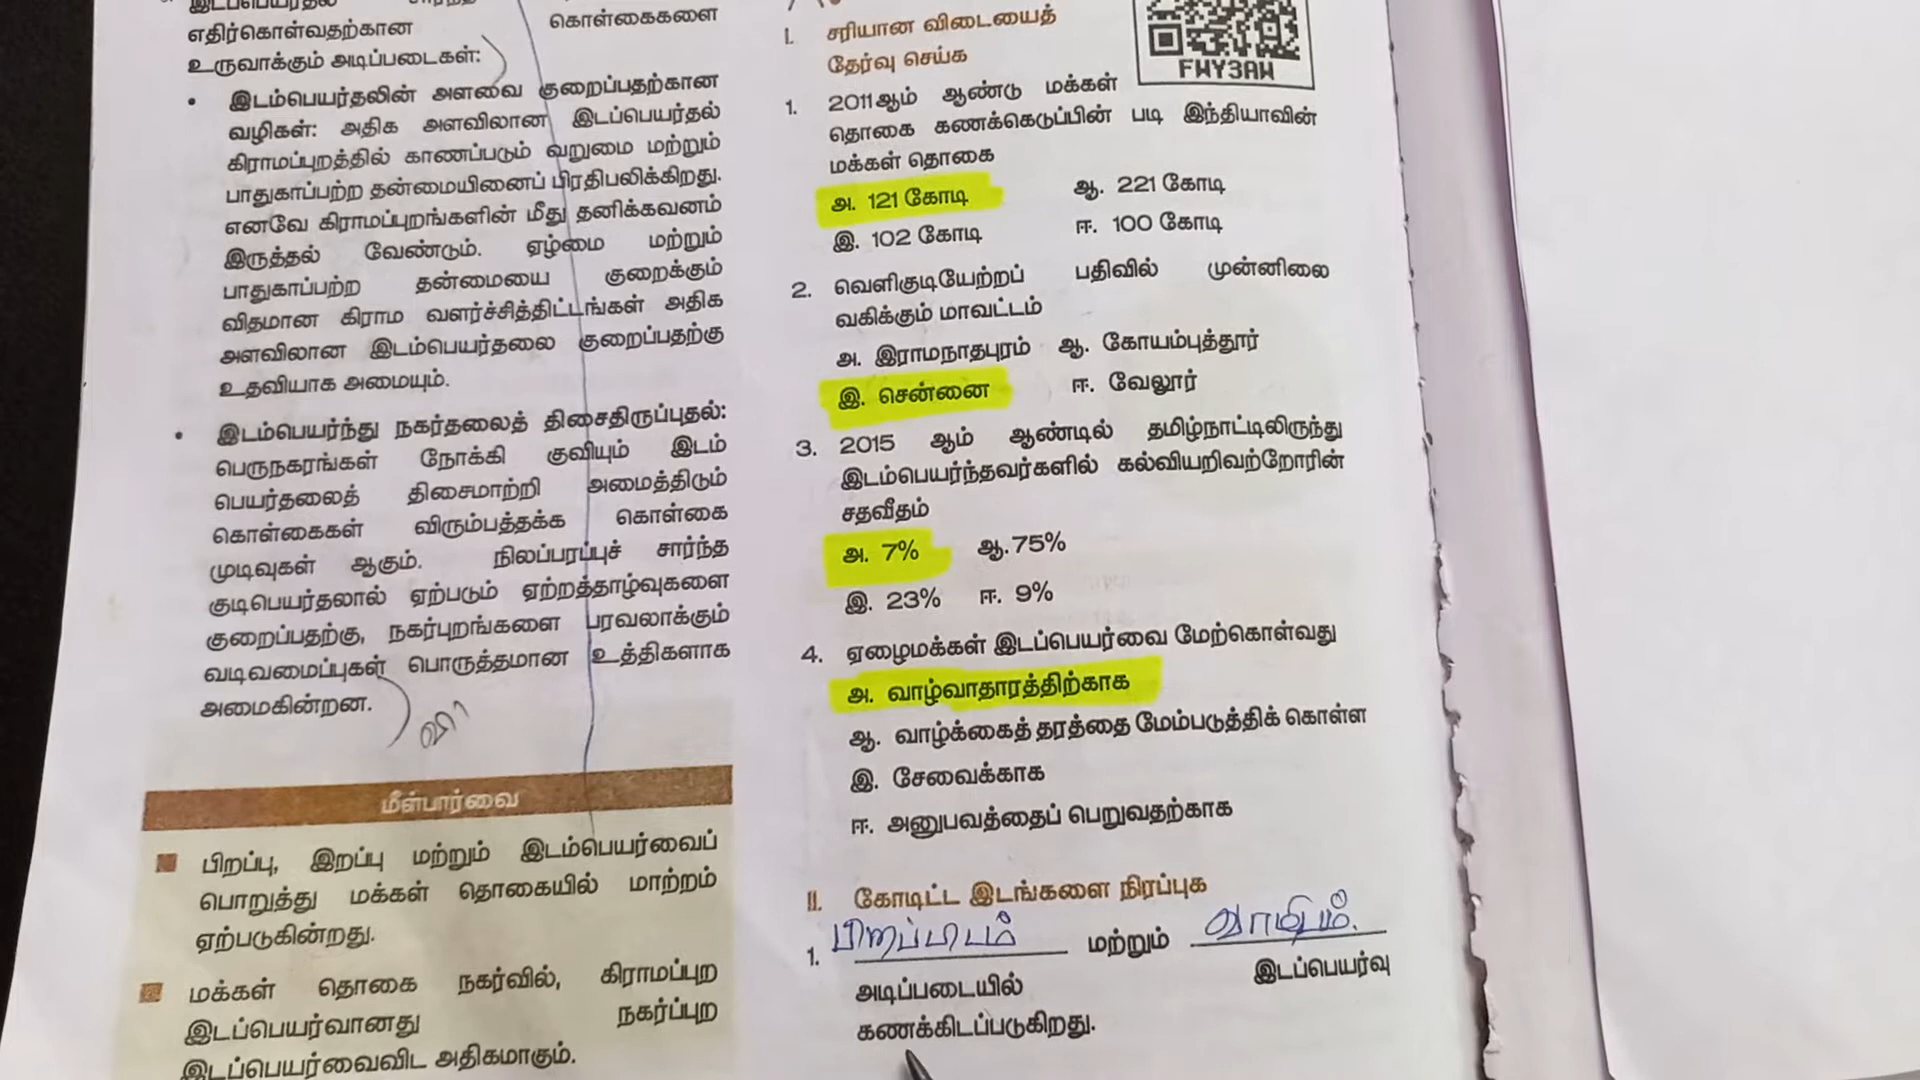 எதிர்கொள்வதற்கான கொள்கைகளை
உருவாக்கும் அடிப்படைகள்:
• இடம்பெயர்தலின் அளவை குறைப்பதற்கான
வழிகள்: அதிக அளவிலான இடப்பெயர்தல்
கிராமப்புறத்தில் காணப்படும் வறுமை மற்றும்
பாதுகாப்பற்ற தன்மையினைப் பிரதிபலிக்கிறது.
எனவே கிராமப்புறங்களின் மீது தனிக்கவனம்
இருத்தல் வேண்டும். ஏழ்மை மற்றும்
பாதுகாப்பற்ற தன்மையை குறைக்கும்
விதமான கிராம வளர்ச்சித்திட்டங்கள் அதிக
அளவிலான இடம்பெயர்தலை குறைப்பதற்கு
உதவியாக அமையும்.
• இடம்பெயர்ந்து நகர்தலைத் திசைதிருப்புதல்:
பெருநகரங்கள் நோக்கி குவியும் இடம்
பெயர்தலைத் திசைமாற்றி அமைத்திடும்
கொள்கைகள் விரும்பத்தக்க கொள்கை
முடிவுகள் ஆகும். நிலப்பரப்புச் சார்ந்த
குடிபெயர்தலால் ஏற்படும் ஏற்றத்தாழ்வுகளை
குறைப்பதற்கு, நகர்புறங்களை பரவலாக்கும்
வடிவமைப்புகள் பொருத்தமான உத்திகளாக
அமைகின்றன.
மீள்பார்வை
பிறப்பு, இறப்பு மற்றும் இடம்பெயர்வைப்
பொறுத்து மக்கள் தொகையில் மாற்றம்
ஏற்படுகின்றது.
மக்கள் தொகை நகர்வில், கிராமப்புற
இடப்பெயர்வானது நகர்ப்புற
இடப்பெயர்வைவிட அதிகமாகும்.
I. சரியான விடையைத்
தேர்வு செய்க
FWY3AW
1. 2011ஆம் ஆண்டு மக்கள்
தொகை கணக்கெடுப்பின் படி இந்தியாவின்
மக்கள் தொகை
அ. 121 கோடி ஆ. 221 கோடி
இ. 102 கோடி ஈ. 100 கோடி
2. வெளிகுடியேற்றப் பதிவில் முன்னிலை
வகிக்கும் மாவட்டம்
அ. இராமநாதபுரம் ஆ. கோயம்புத்தூர்
இ. சென்னை ஈ. வேலூர்
3. 2015 ஆம் ஆண்டில் தமிழ்நாட்டிலிருந்து
இடம்பெயர்ந்தவர்களில் கல்வியறிவற்றோரின்
சதவீதம்
அ. 7% ஆ.75%
இ. 23% ஈ. 9%
4. ஏழைமக்கள் இடப்பெயர்வை மேற்கொள்வது
அ. வாழ்வாதாரத்திற்காக
ஆ. வாழ்க்கைத் தரத்தை மேம்படுத்திக் கொள்ள
இ. சேவைக்காக
ஈ. அனுபவத்தைப் பெறுவதற்காக
II. கோடிட்ட இடங்களை நிரப்புக
1. பிறப்பிடம் மற்றும் வாழிடம்.
அடிப்படையில் இடப்பெயர்வு
கணக்கிடப்படுகிறது.